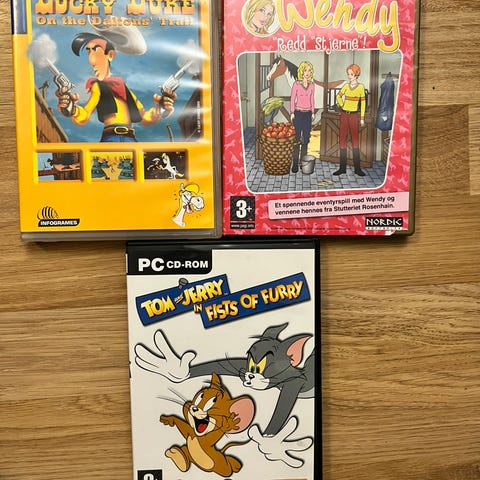 LUCKY LUKE
On the Daltons' Trail
INFOGRAMES
Wendy
Redd "Stjerne"!
3+
www.pegi.info
Et spennende eventyrspill med Wendy og
vennene hennes fra Stutteriet Rosenhain.
NORDIC
PC CD-ROM
TOM and JERRY
IN FISTS OF FURRY